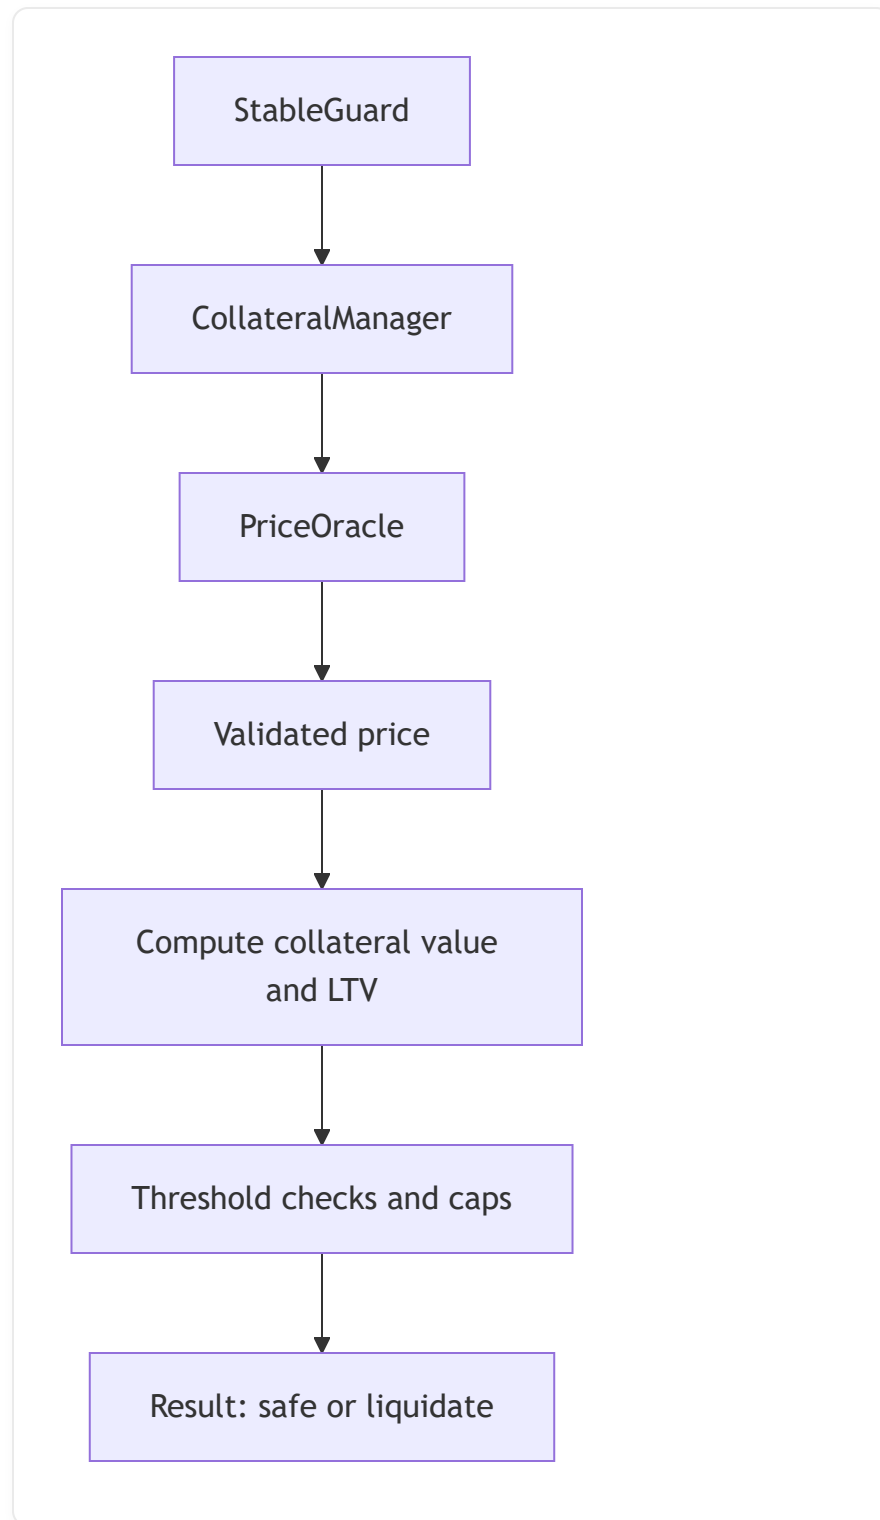 StableGuard
CollateralManager
PriceOracle
Validated price
Compute collateral value
and LTV
Threshold checks and caps
Result: safe or liquidate